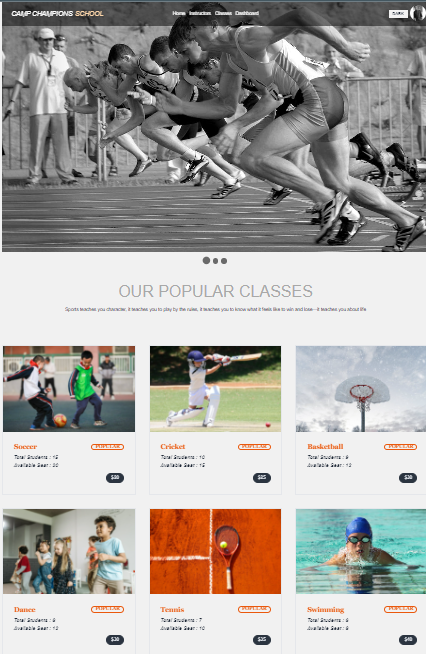 CAMP CHAMPIONS SCHOOL
Home Instructors Classes Dashboard
DARK
OUR POPULAR CLASSES
Sports teaches you character, it teaches you to play by the rules, it teaches you to know what it feels like to win and lose - it teaches you about life
Soccer POPULAR
Total Students : 15
Available Seat : 20
$30
Cricket POPULAR
Total Students : 10
Available Seat : 15
$25
Basketball POPULAR
Total Students : 9
Available Seat : 12
$30
Dance POPULAR
Total Students : 8
Available Seat : 12
$30
Tennis POPULAR
Total Students : 7
Available Seat : 10
$35
Swimming POPULAR
Total Students : 6
Available Seat : 8
$40